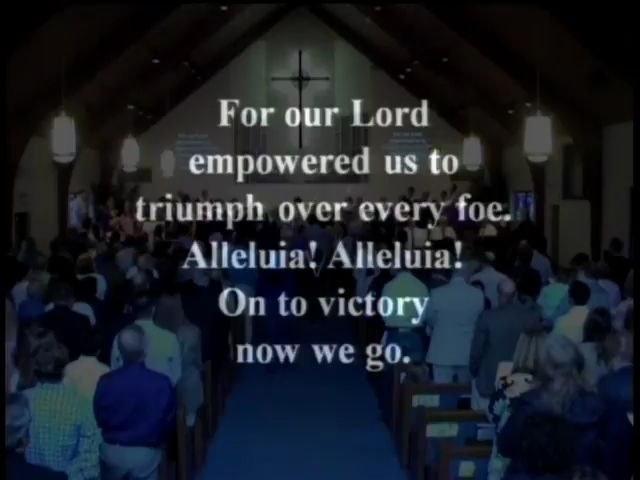 For our Lord
empowered us to
triumph over every foe.
Alleluia! Alleluia!
On to victory
now we go.